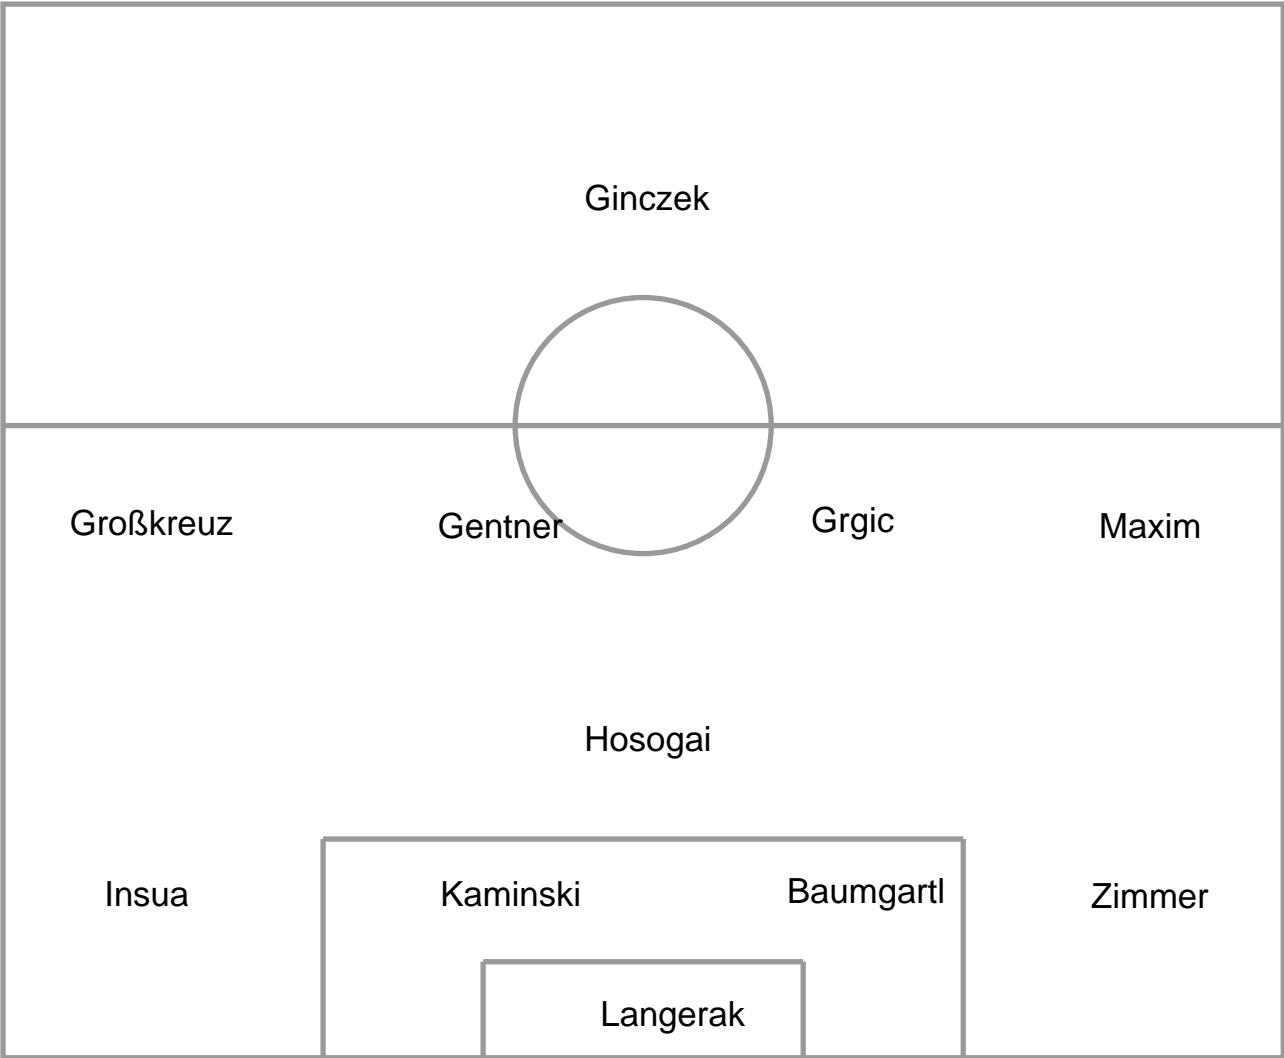 Ginczek
Großkreuz Gentner Grgic Maxim
Hosogai
Insua Kaminski Baumgartl Zimmer
Langerak